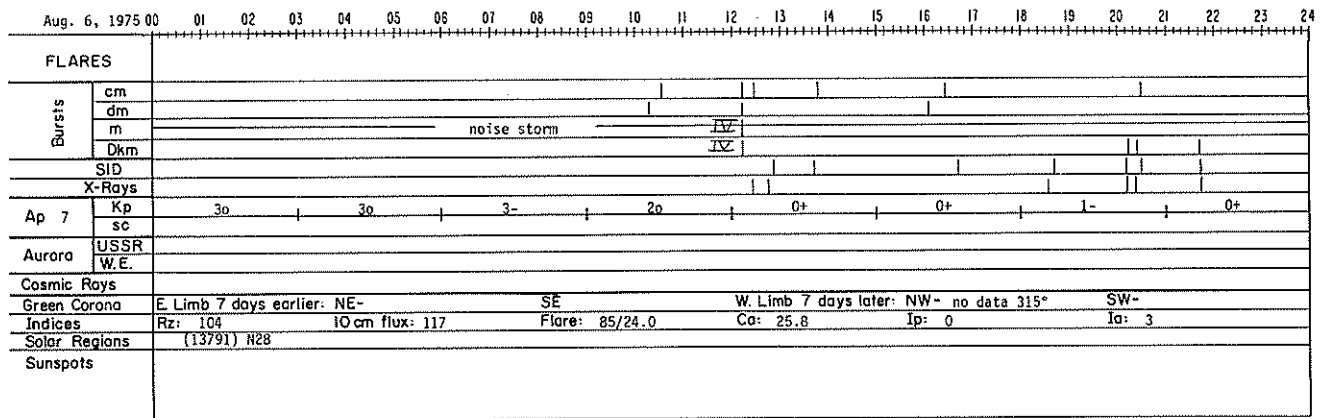 Aug. 6, 1975 00 01 02 03 04 05 06 07 08 09 10 11 12 13 14 15 16 17 18 19 20 21 22 23 24
FLARES
Bursts
cm
dm
m noise storm IV
Dkm IV
SID
X-Rays
Ap 7
Kp 3o 3o 3- 2o 0+ 0+ 1- 0+
sc
Aurora
USSR
W.E.
Cosmic Rays
Green Corona E. Limb 7 days earlier: NE- SE W. Limb 7 days later: NW- no data 315° SW-
Indices Rz: 104 10 cm flux: 117 Flare: 85/24.0 Ca: 25.8 Ip: 0 Ia: 3
Solar Regions (13791) N28
Sunspots